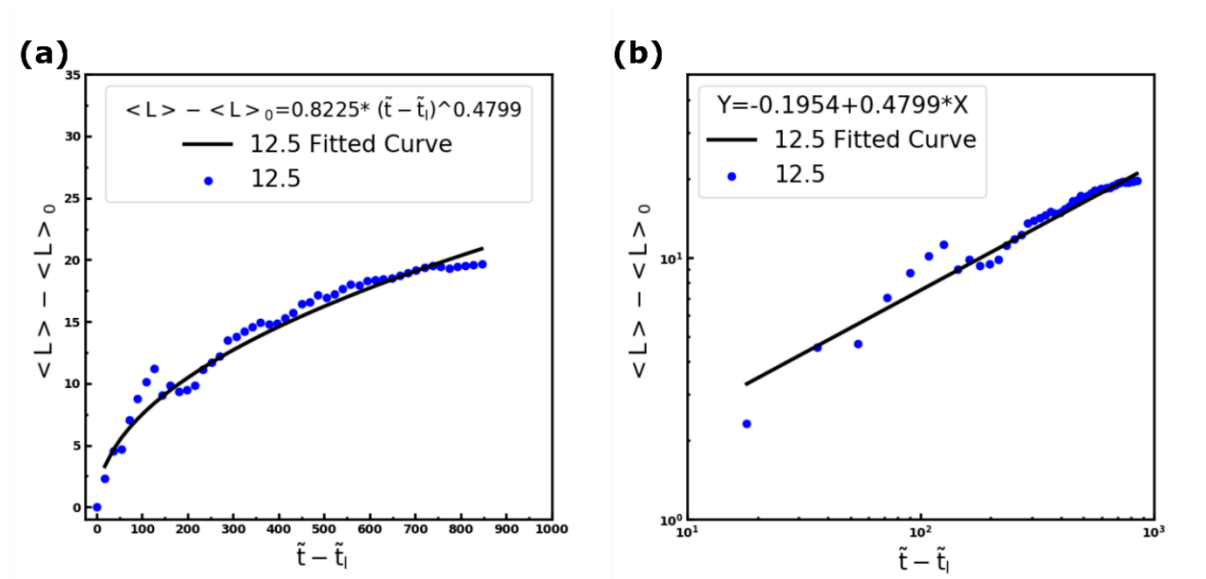 (a)
35
30
25
20
15
10
5
0
<L> − <L>₀=0.8225* (t̃ − t̃ₗ)^0.4799
12.5 Fitted Curve
12.5
<L> − <L>₀
0 100 200 300 400 500 600 700 800 900 1000
t̃ − t̃ₗ
(b)
Y=-0.1954+0.4799*X
12.5 Fitted Curve
12.5
<L> − <L>₀
10¹
10⁰
10¹ 10² 10³
t̃ − t̃ₗ